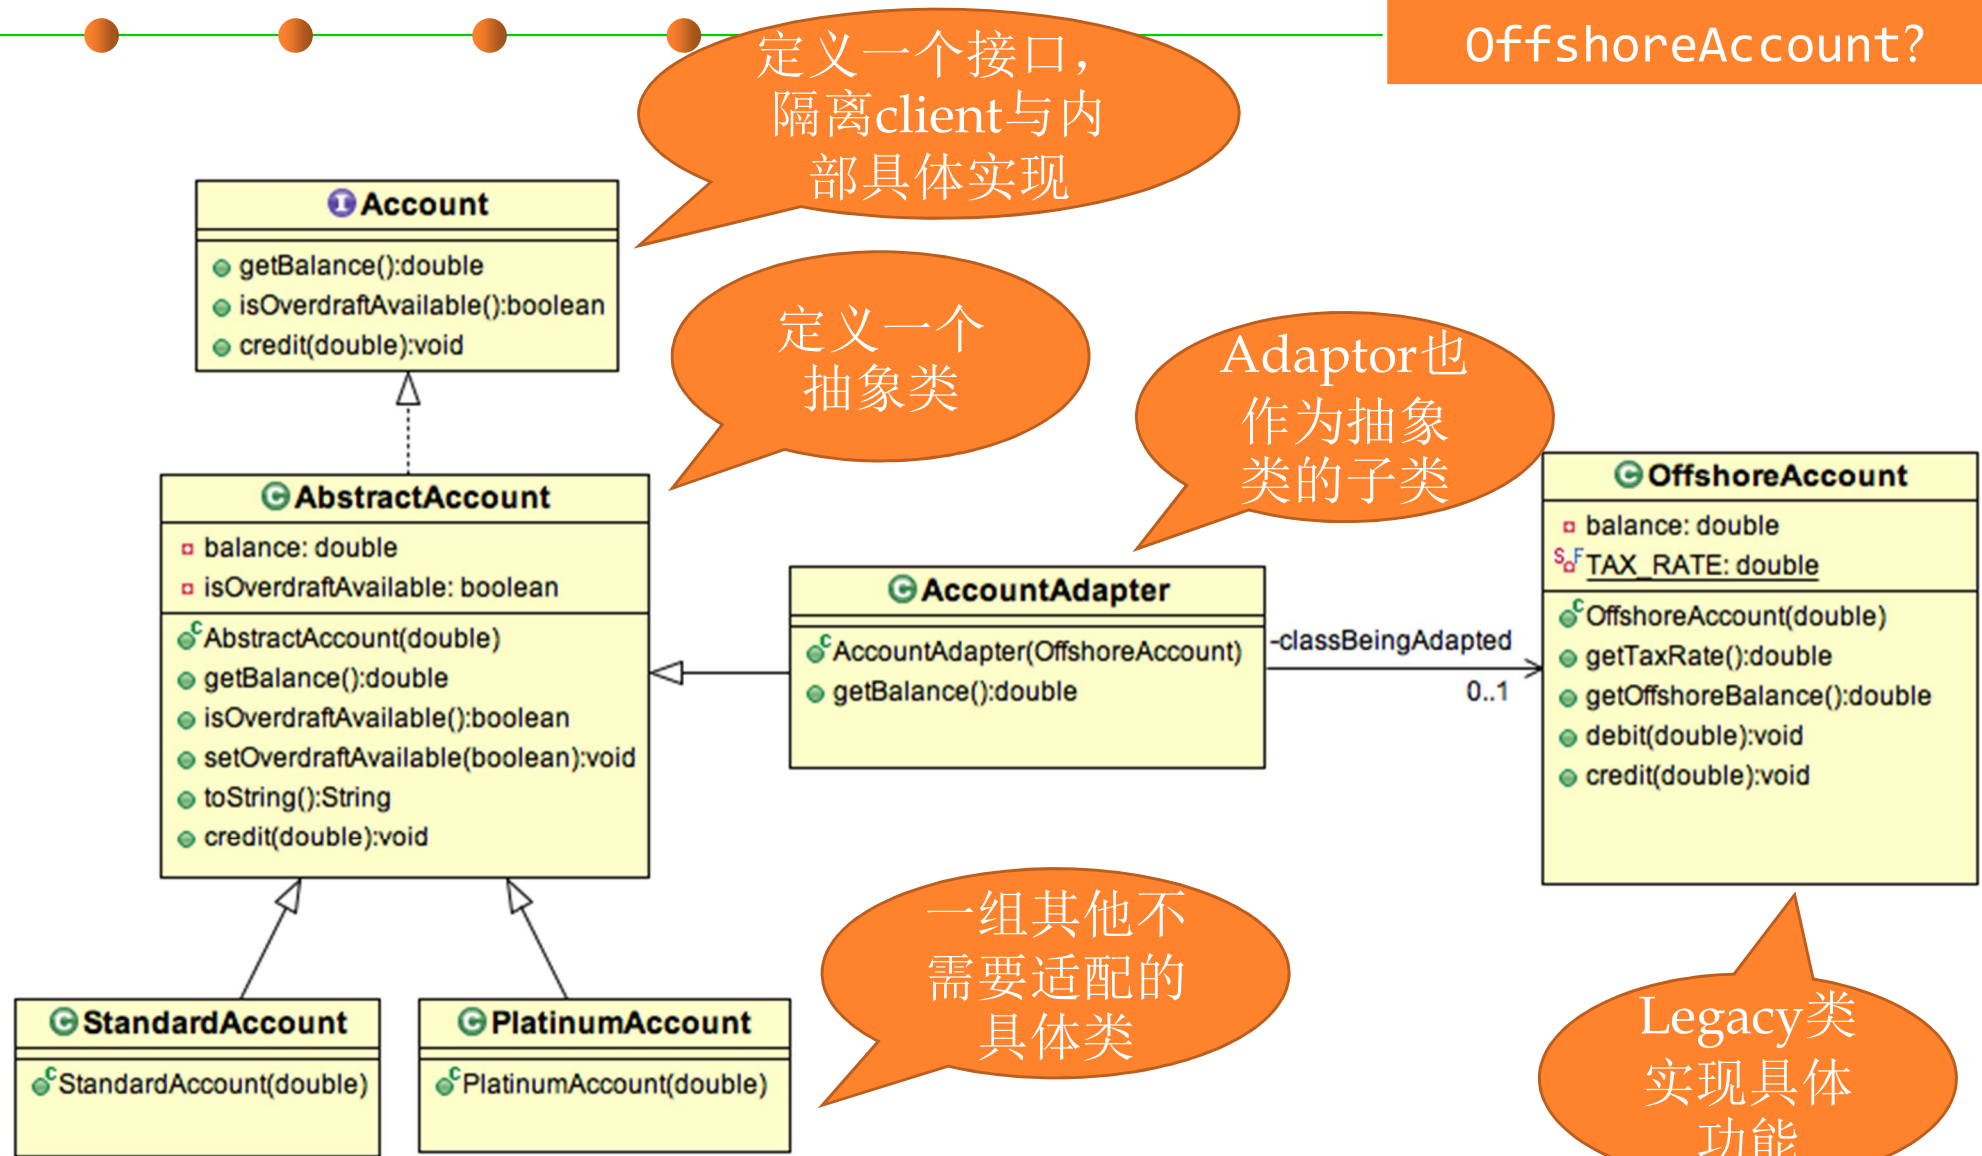 OffshoreAccount?
定义一个接口，
隔离client与内
部具体实现
Account
getBalance():double
isOverdraftAvailable():boolean
credit(double):void
定义一个
抽象类
Adaptor也
作为抽象
类的子类
AbstractAccount
balance: double
isOverdraftAvailable: boolean
AbstractAccount(double)
getBalance():double
isOverdraftAvailable():boolean
setOverdraftAvailable(boolean):void
toString():String
credit(double):void
AccountAdapter
AccountAdapter(OffshoreAccount)
getBalance():double
-classBeingAdapted
0..1
OffshoreAccount
balance: double
TAX_RATE: double
OffshoreAccount(double)
getTaxRate():double
getOffshoreBalance():double
debit(double):void
credit(double):void
一组其他不
需要适配的
具体类
StandardAccount
StandardAccount(double)
PlatinumAccount
PlatinumAccount(double)
Legacy类
实现具体
功能